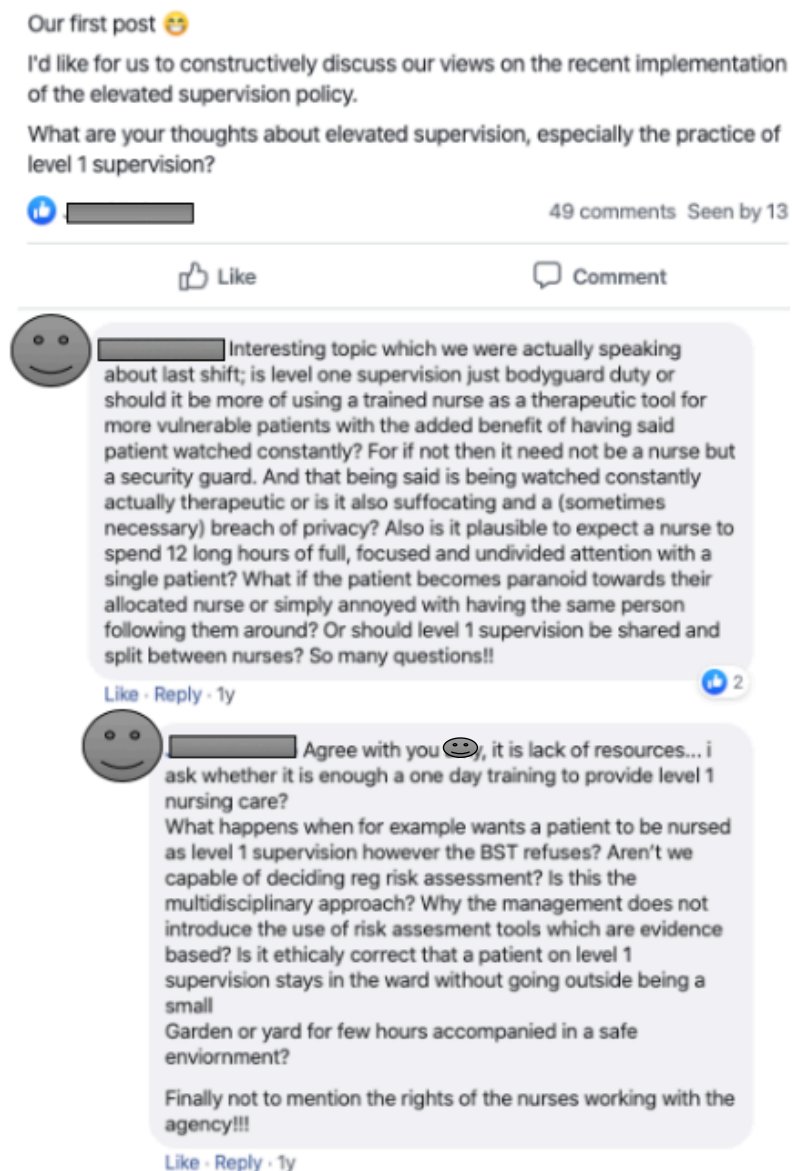 Our first post 😁
I'd like for us to constructively discuss our views on the recent implementation
of the elevated supervision policy.
What are your thoughts about elevated supervision, especially the practice of
level 1 supervision?
49 comments Seen by 13
Like
Comment
Interesting topic which we were actually speaking
about last shift; is level one supervision just bodyguard duty or
should it be more of using a trained nurse as a therapeutic tool for
more vulnerable patients with the added benefit of having said
patient watched constantly? For if not then it need not be a nurse but
a security guard. And that being said is being watched constantly
actually therapeutic or is it also suffocating and a (sometimes
necessary) breach of privacy? Also is it plausible to expect a nurse to
spend 12 long hours of full, focused and undivided attention with a
single patient? What if the patient becomes paranoid towards their
allocated nurse or simply annoyed with having the same person
following them around? Or should level 1 supervision be shared and
split between nurses? So many questions!!
2
Like · Reply · 1y
Agree with you , it is lack of resources... i
ask whether it is enough a one day training to provide level 1
nursing care?
What happens when for example wants a patient to be nursed
as level 1 supervision however the BST refuses? Aren't we
capable of deciding reg risk assessment? Is this the
multidisciplinary approach? Why the management does not
introduce the use of risk assesment tools which are evidence
based? Is it ethicaly correct that a patient on level 1
supervision stays in the ward without going outside being a
small
Garden or yard for few hours accompanied in a safe
enviornment?
Finally not to mention the rights of the nurses working with the
agency!!!
Like · Reply · 1y